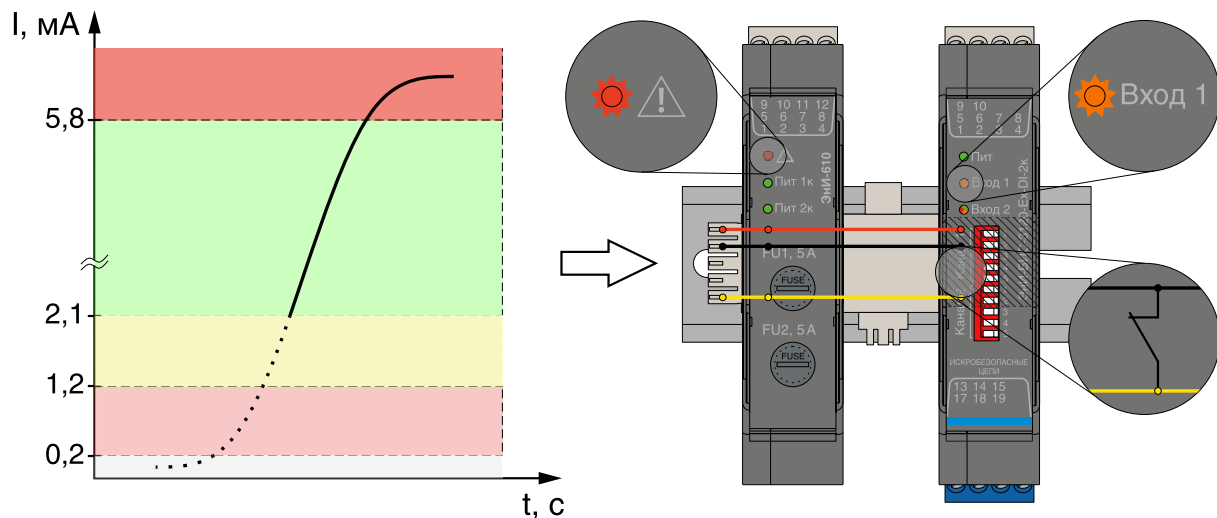 I, мА
5,8
2,1
1,2
0,2
t, с
Вход 1
9 10 11 12
5 6 7 8
1 2 3 4
Пит 1к
Пит 2к
ЭнИ-610
FU1, 5А
FUSE
FU2, 5А
FUSE
9 10
5 6 7 8
1 2 3 4
Пит
Вход 1
Вход 2
ИСКРОБЕЗОПАСНЫЕ
ЦЕПИ
13 14 15
17 18 19